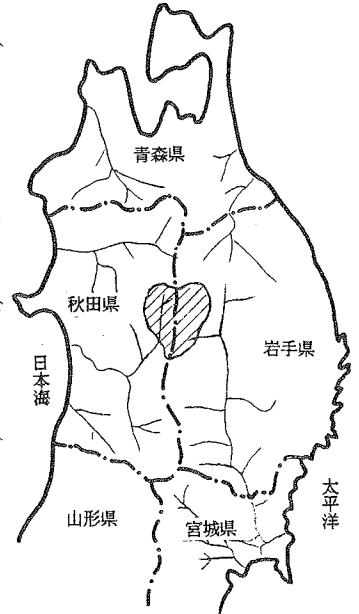 青森県
秋田県
岩手県
日本海
太平洋
山形県
宮城県